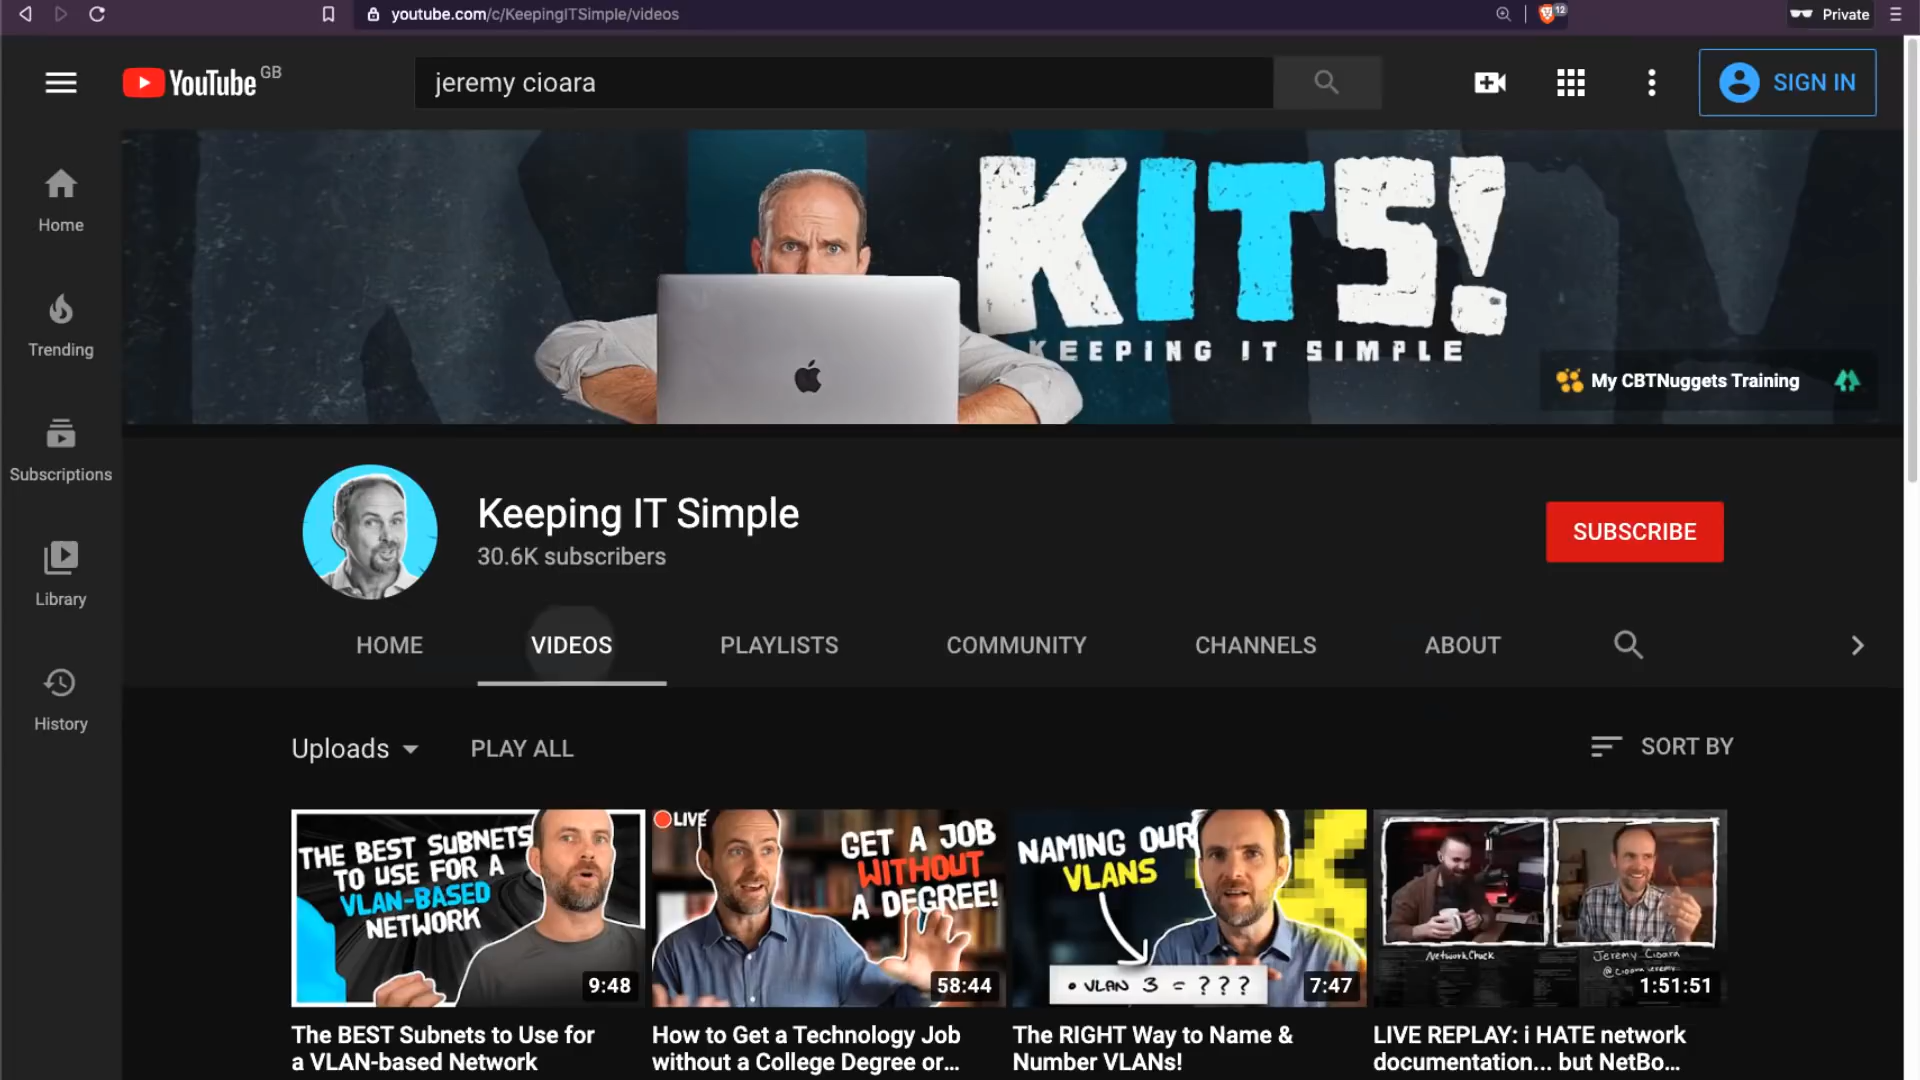 youtube.com/c/KeepingITSimple/videos
12
Private
YouTube GB
jeremy cioara
SIGN IN
Home
Trending
Subscriptions
Library
History
KITS!
KEEPING IT SIMPLE
My CBTNuggets Training
Keeping IT Simple
30.6K subscribers
SUBSCRIBE
HOME
VIDEOS
PLAYLISTS
COMMUNITY
CHANNELS
ABOUT
Uploads
PLAY ALL
SORT BY
THE BEST SUBNETS
TO USE FOR A
VLAN-BASED
NETWORK
9:48
LIVE
GET A JOB
WITHOUT
A DEGREE!
58:44
NAMING OUR
VLANS
• VLAN 3 = ???
7:47
NetworkChuck
Jeremy Cioara
@cioarajeremy
1:51:51
The BEST Subnets to Use for
a VLAN-based Network
How to Get a Technology Job
without a College Degree or...
The RIGHT Way to Name &
Number VLANs!
LIVE REPLAY: i HATE network
documentation... but NetBo...